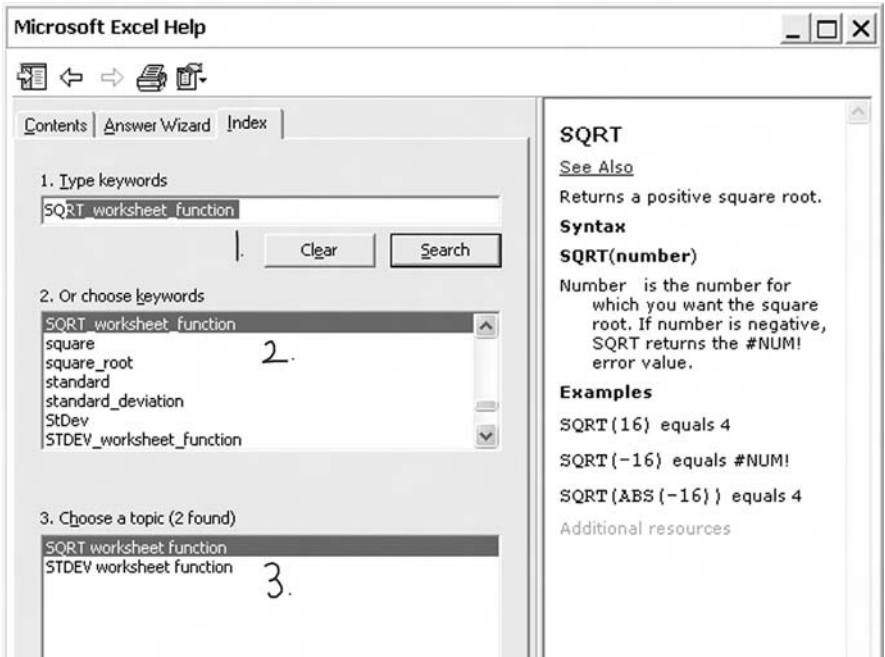 Microsoft Excel Help
Contents Answer Wizard Index
1. Type keywords
SQRT_worksheet_function
1. Clear Search
2. Or choose keywords
SQRT_worksheet_function
square
2.
square_root
standard
standard_deviation
StDev
STDEV_worksheet_function
3. Choose a topic (2 found)
SQRT worksheet function
STDEV worksheet function
3.
SQRT
See Also
Returns a positive square root.
Syntax
SQRT(number)
Number is the number for
which you want the square
root. If number is negative,
SQRT returns the #NUM!
error value.
Examples
SQRT(16) equals 4
SQRT(-16) equals #NUM!
SQRT(ABS(-16)) equals 4
Additional resources